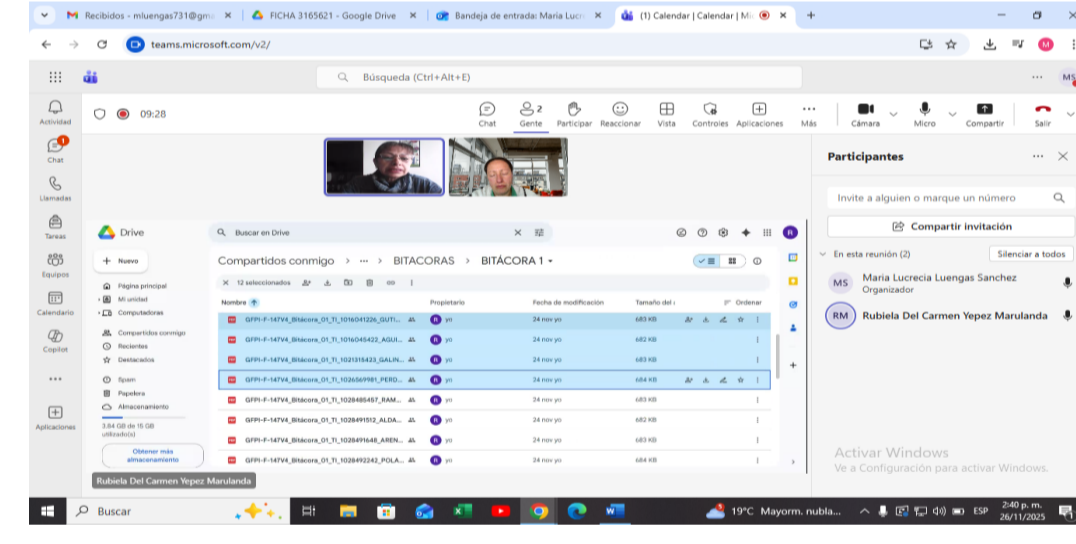 Recibidos - mluengas731@gma
FICHA 3165621 - Google Drive
Bandeja de entrada: Maria Lucre
(1) Calendar | Calendar | Mi
teams.microsoft.com/v2/
M
Búsqueda (Ctrl+Alt+E)
MS
Actividad
Chat
Llamadas
Tareas
Equipos
Calendario
Copilot
Aplicaciones
09:28
Chat
2
Gente
Participar
Reaccionar
Vista
Controles
Aplicaciones
Más
Cámara
Micro
Compartir
Salir
Drive
Buscar en Drive
R
Nuevo
Página principal
Mi unidad
Computadoras
Compartidos conmigo
Recientes
Destacados
Spam
Papelera
Almacenamiento
3.84 GB de 15 GB
utilizado(s)
Obtener más
almacenamiento
Compartidos conmigo > ... > BITACORAS > BITÁCORA 1
12 seleccionados
Nombre Propietario Fecha de modificación Tamaño del : Ordenar
GFPI-F-147V4_Bitácora_01_TI_1016041226_GUTI... yo 24 nov yo 683 KB
GFPI-F-147V4_Bitácora_01_TI_1016045422_AGUI... yo 24 nov yo 682 KB
GFPI-F-147V4_Bitácora_01_TI_1021315423_GALIN... yo 24 nov yo 683 KB
GFPI-F-147V4_Bitácora_01_TI_1026569981_PERD... yo 24 nov yo 684 KB
GFPI-F-147V4_Bitácora_01_TI_1028485457_RAM... yo 24 nov yo 683 KB
GFPI-F-147V4_Bitácora_01_TI_1028491512_ALDA... yo 24 nov yo 682 KB
GFPI-F-147V4_Bitácora_01_TI_1028491648_AREN... yo 24 nov yo 683 KB
GFPI-F-147V4_Bitácora_01_TI_1028492242_POLA... yo 24 nov yo 684 KB
Rubiela Del Carmen Yepez Marulanda
Participantes
Invite a alguien o marque un número
Compartir invitación
En esta reunión (2)
Silenciar a todos
MS
Maria Lucrecia Luengas Sanchez
Organizador
RM
Rubiela Del Carmen Yepez Marulanda
Activar Windows
Ve a Configuración para activar Windows.
Buscar
19°C Mayorm. nubla...
ESP
2:40 p. m.
26/11/2025